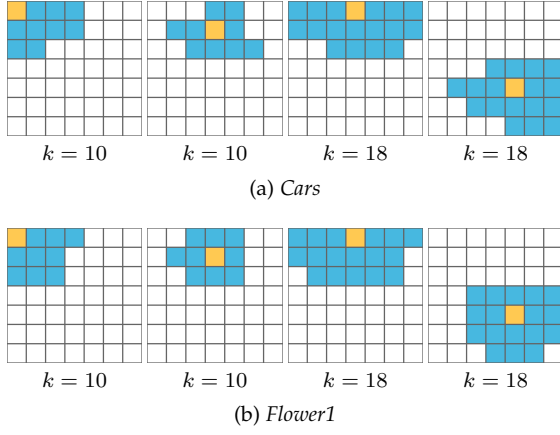 k = 10 k = 10 k = 18 k = 18
(a) Cars
k = 10 k = 10 k = 18 k = 18
(b) Flower1